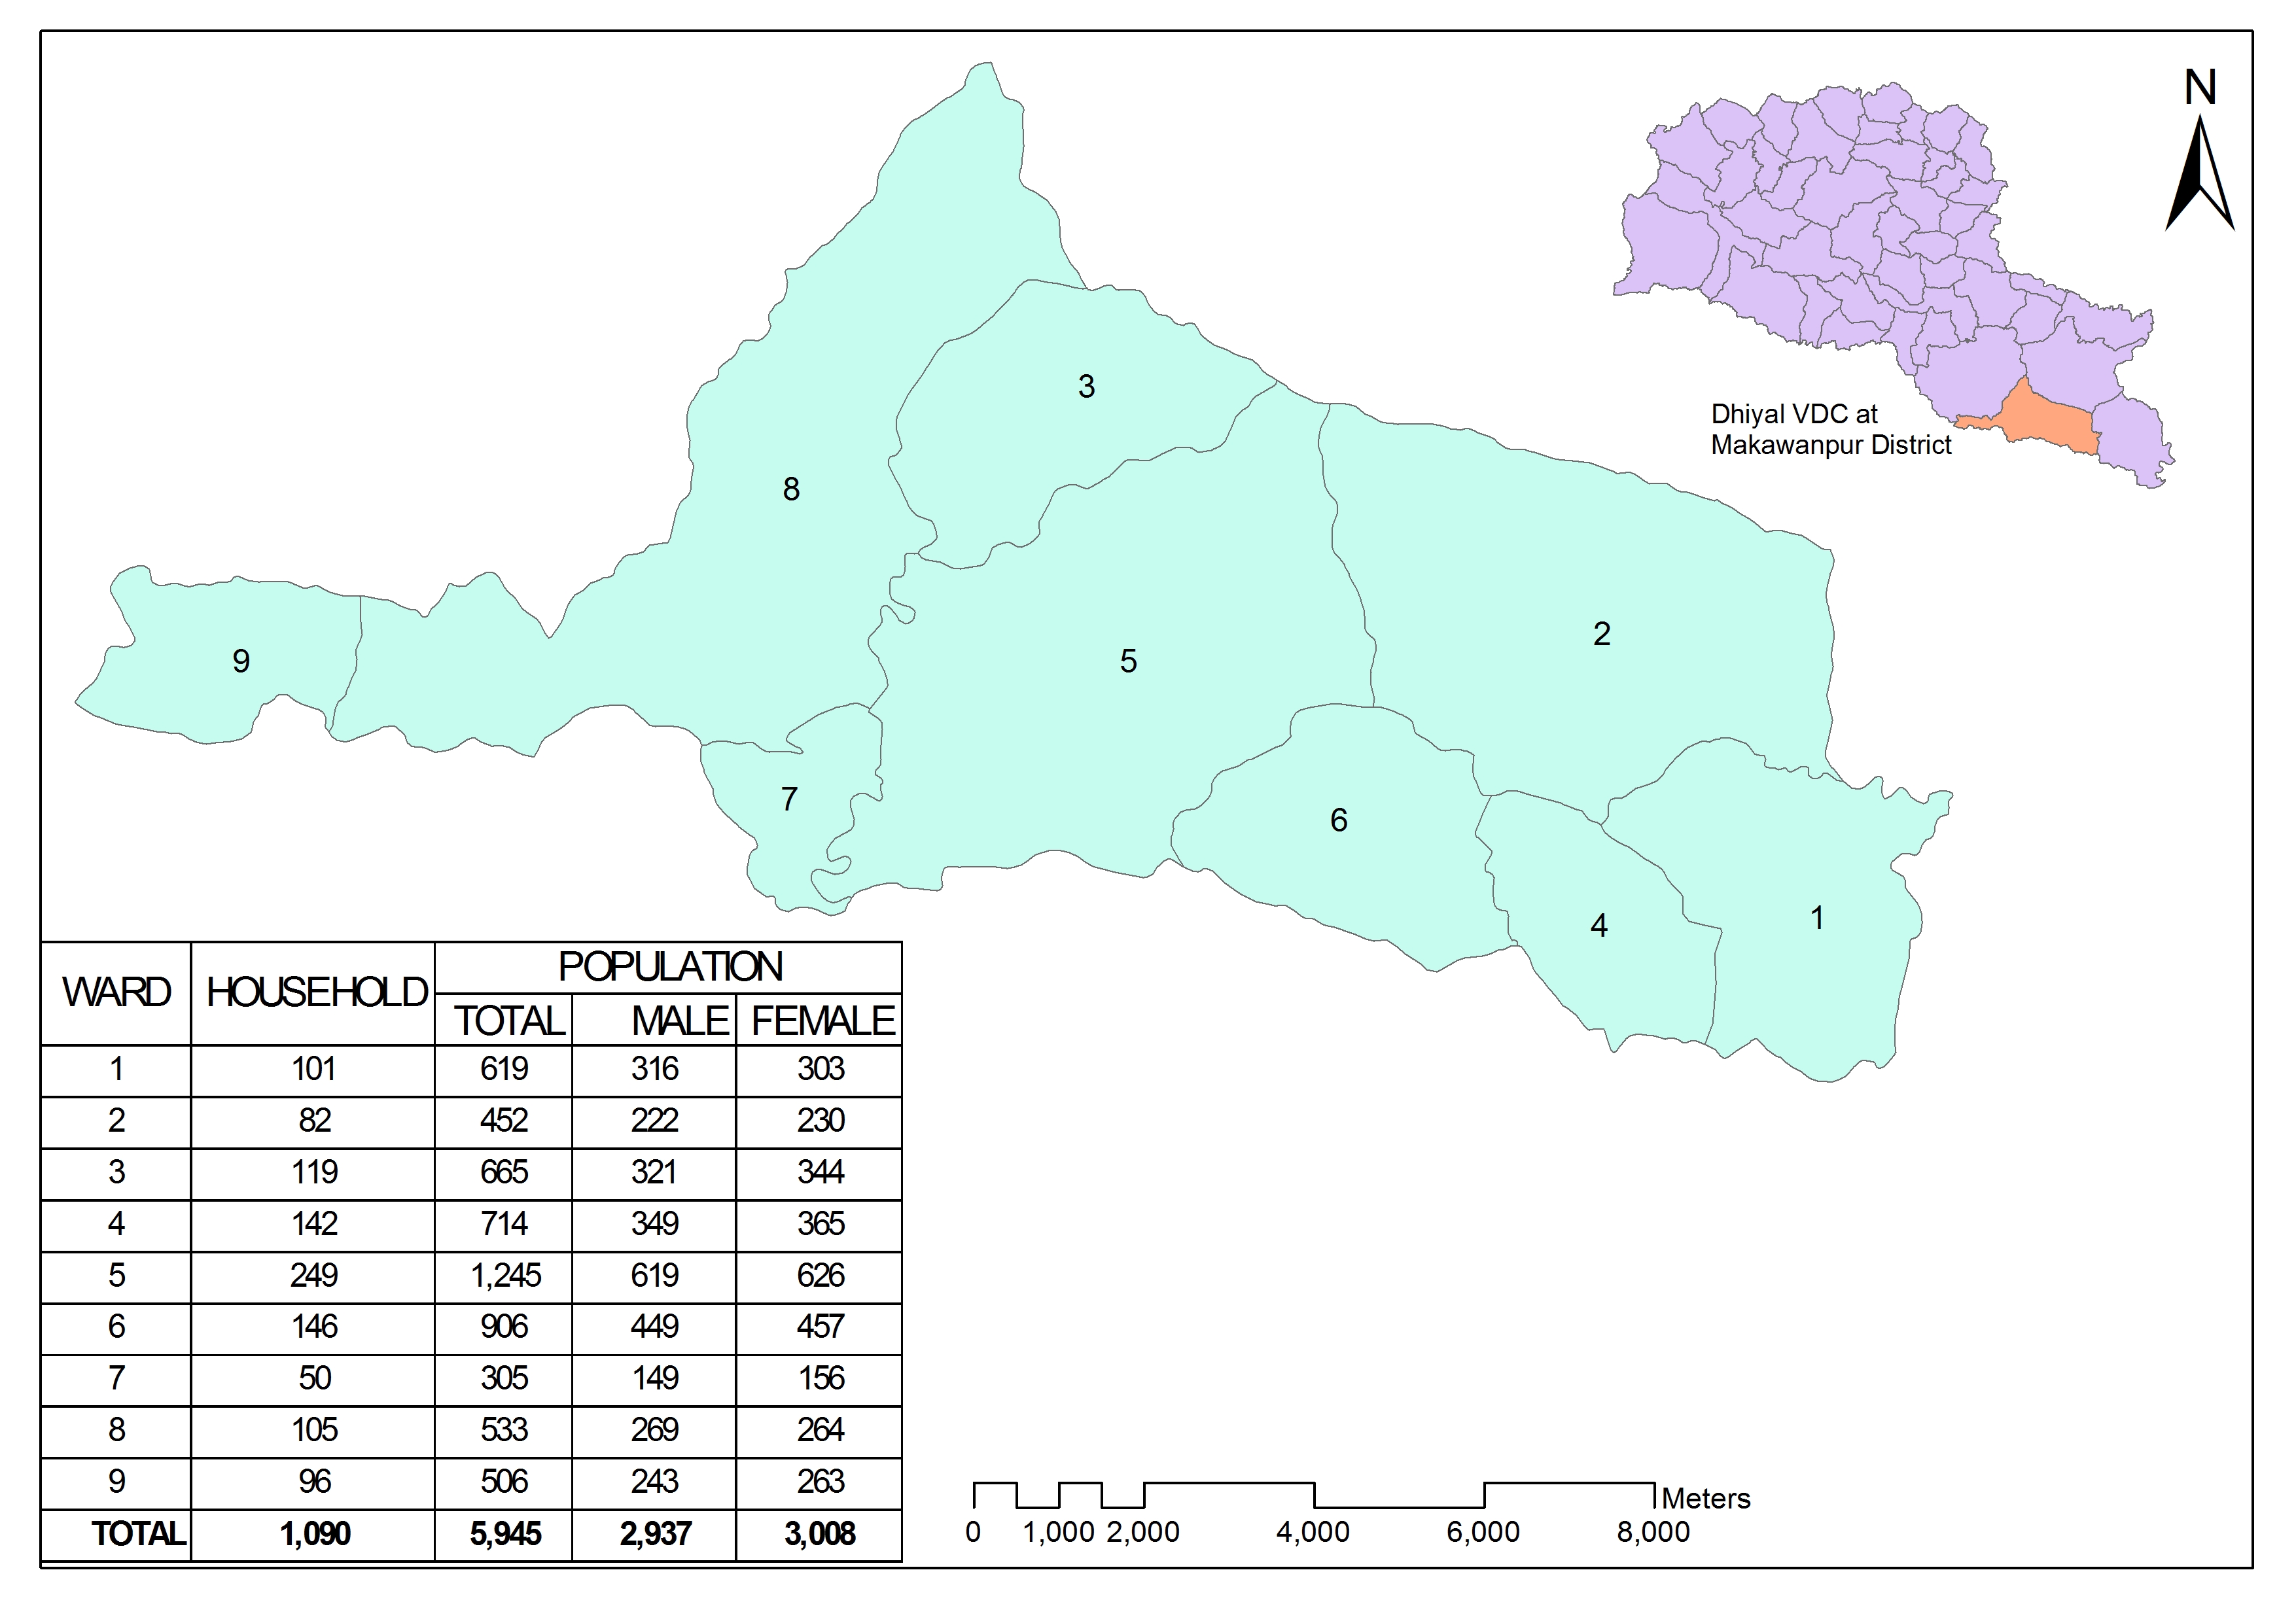 N
Dhiyal VDC at
Makawanpur District
3
8
2
9
5
7
6
4
1
WARD HOUSEHOLD POPULATION
TOTAL MALE FEMALE
1 101 619 316 303
2 82 452 222 230
3 119 665 321 344
4 142 714 349 365
5 249 1,245 619 626
6 146 906 449 457
7 50 305 149 156
8 105 533 269 264
9 96 506 243 263
TOTAL 1,090 5,945 2,937 3,008
Meters
0 1,000 2,000 4,000 6,000 8,000